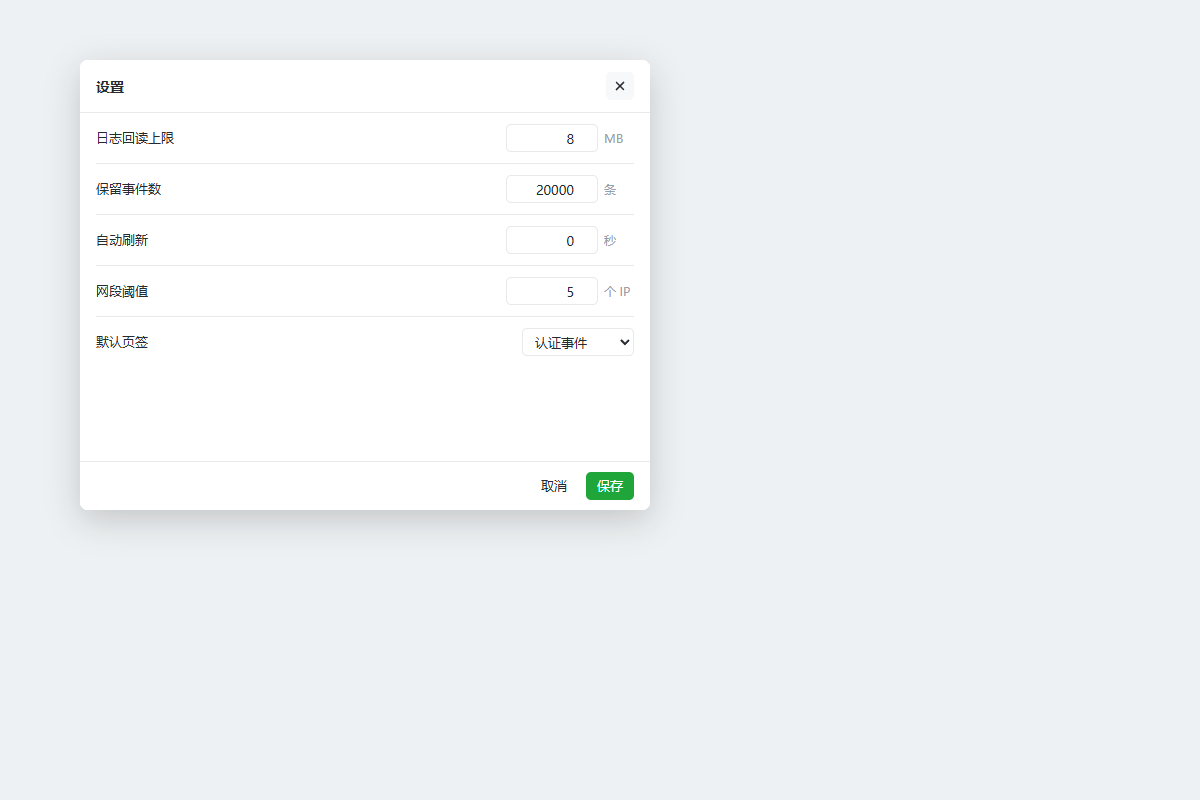 设置
日志回读上限 8 MB
保留事件数 20000 条
自动刷新 0 秒
网段阈值 5 个 IP
默认页签 认证事件
取消 保存